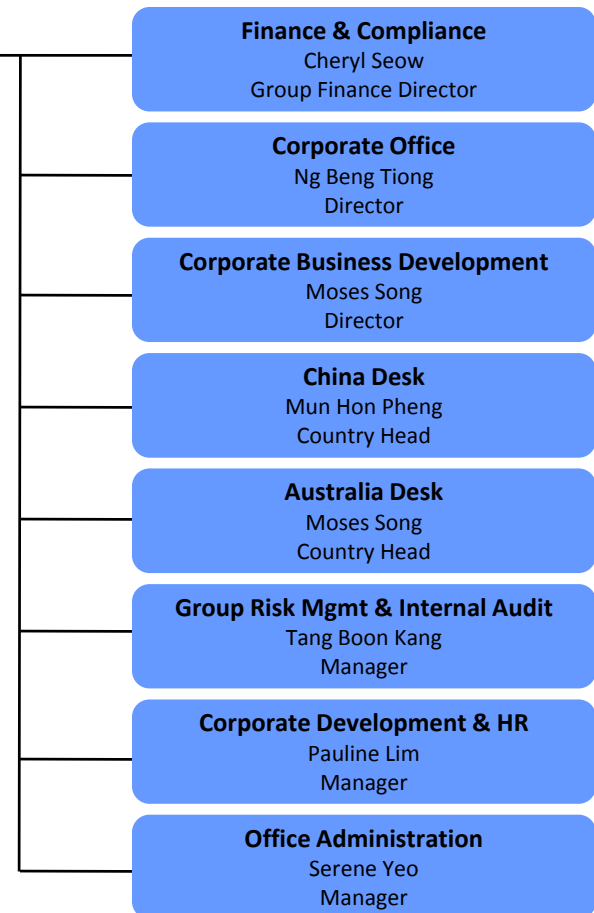 Finance & Compliance
Cheryl Seow
Group Finance Director
Corporate Office
Ng Beng Tiong
Director
Corporate Business Development
Moses Song
Director
China Desk
Mun Hon Pheng
Country Head
Australia Desk
Moses Song
Country Head
Group Risk Mgmt & Internal Audit
Tang Boon Kang
Manager
Corporate Development & HR
Pauline Lim
Manager
Office Administration
Serene Yeo
Manager